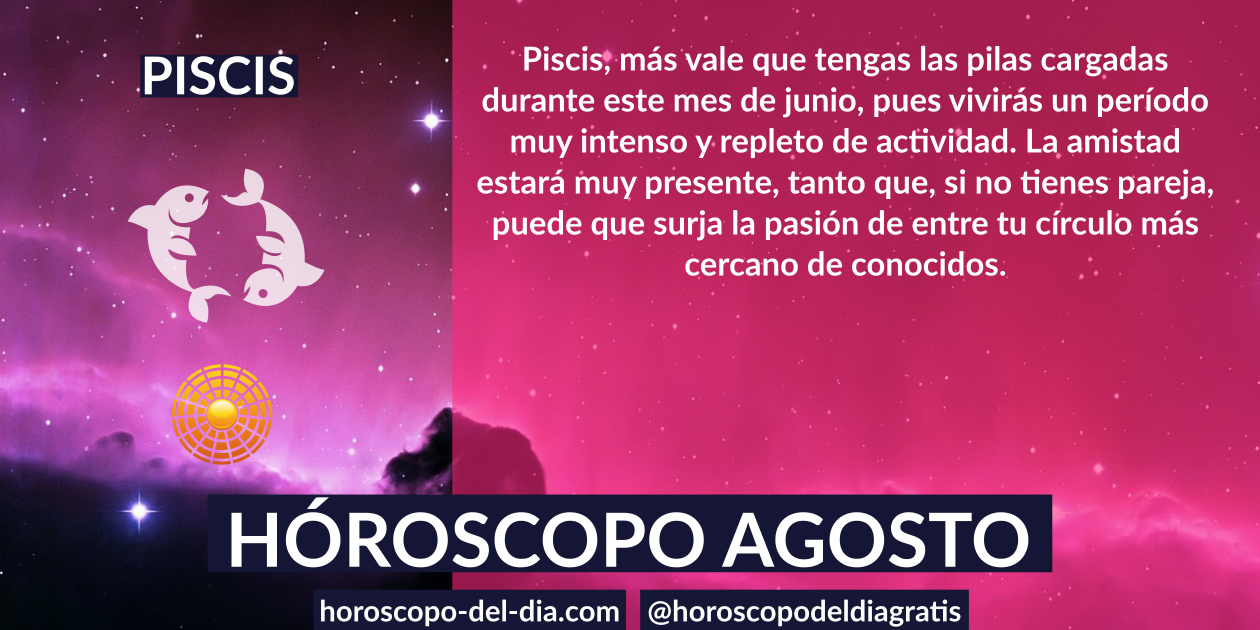 PISCIS
Piscis, más vale que tengas las pilas cargadas
durante este mes de junio, pues vivirás un período
muy intenso y repleto de actividad. La amistad
estará muy presente, tanto que, si no tienes pareja,
puede que surja la pasión de entre tu círculo más
cercano de conocidos.
HÓROSCOPO AGOSTO
horoscopo-del-dia.com
@horoscopodeldiagratis